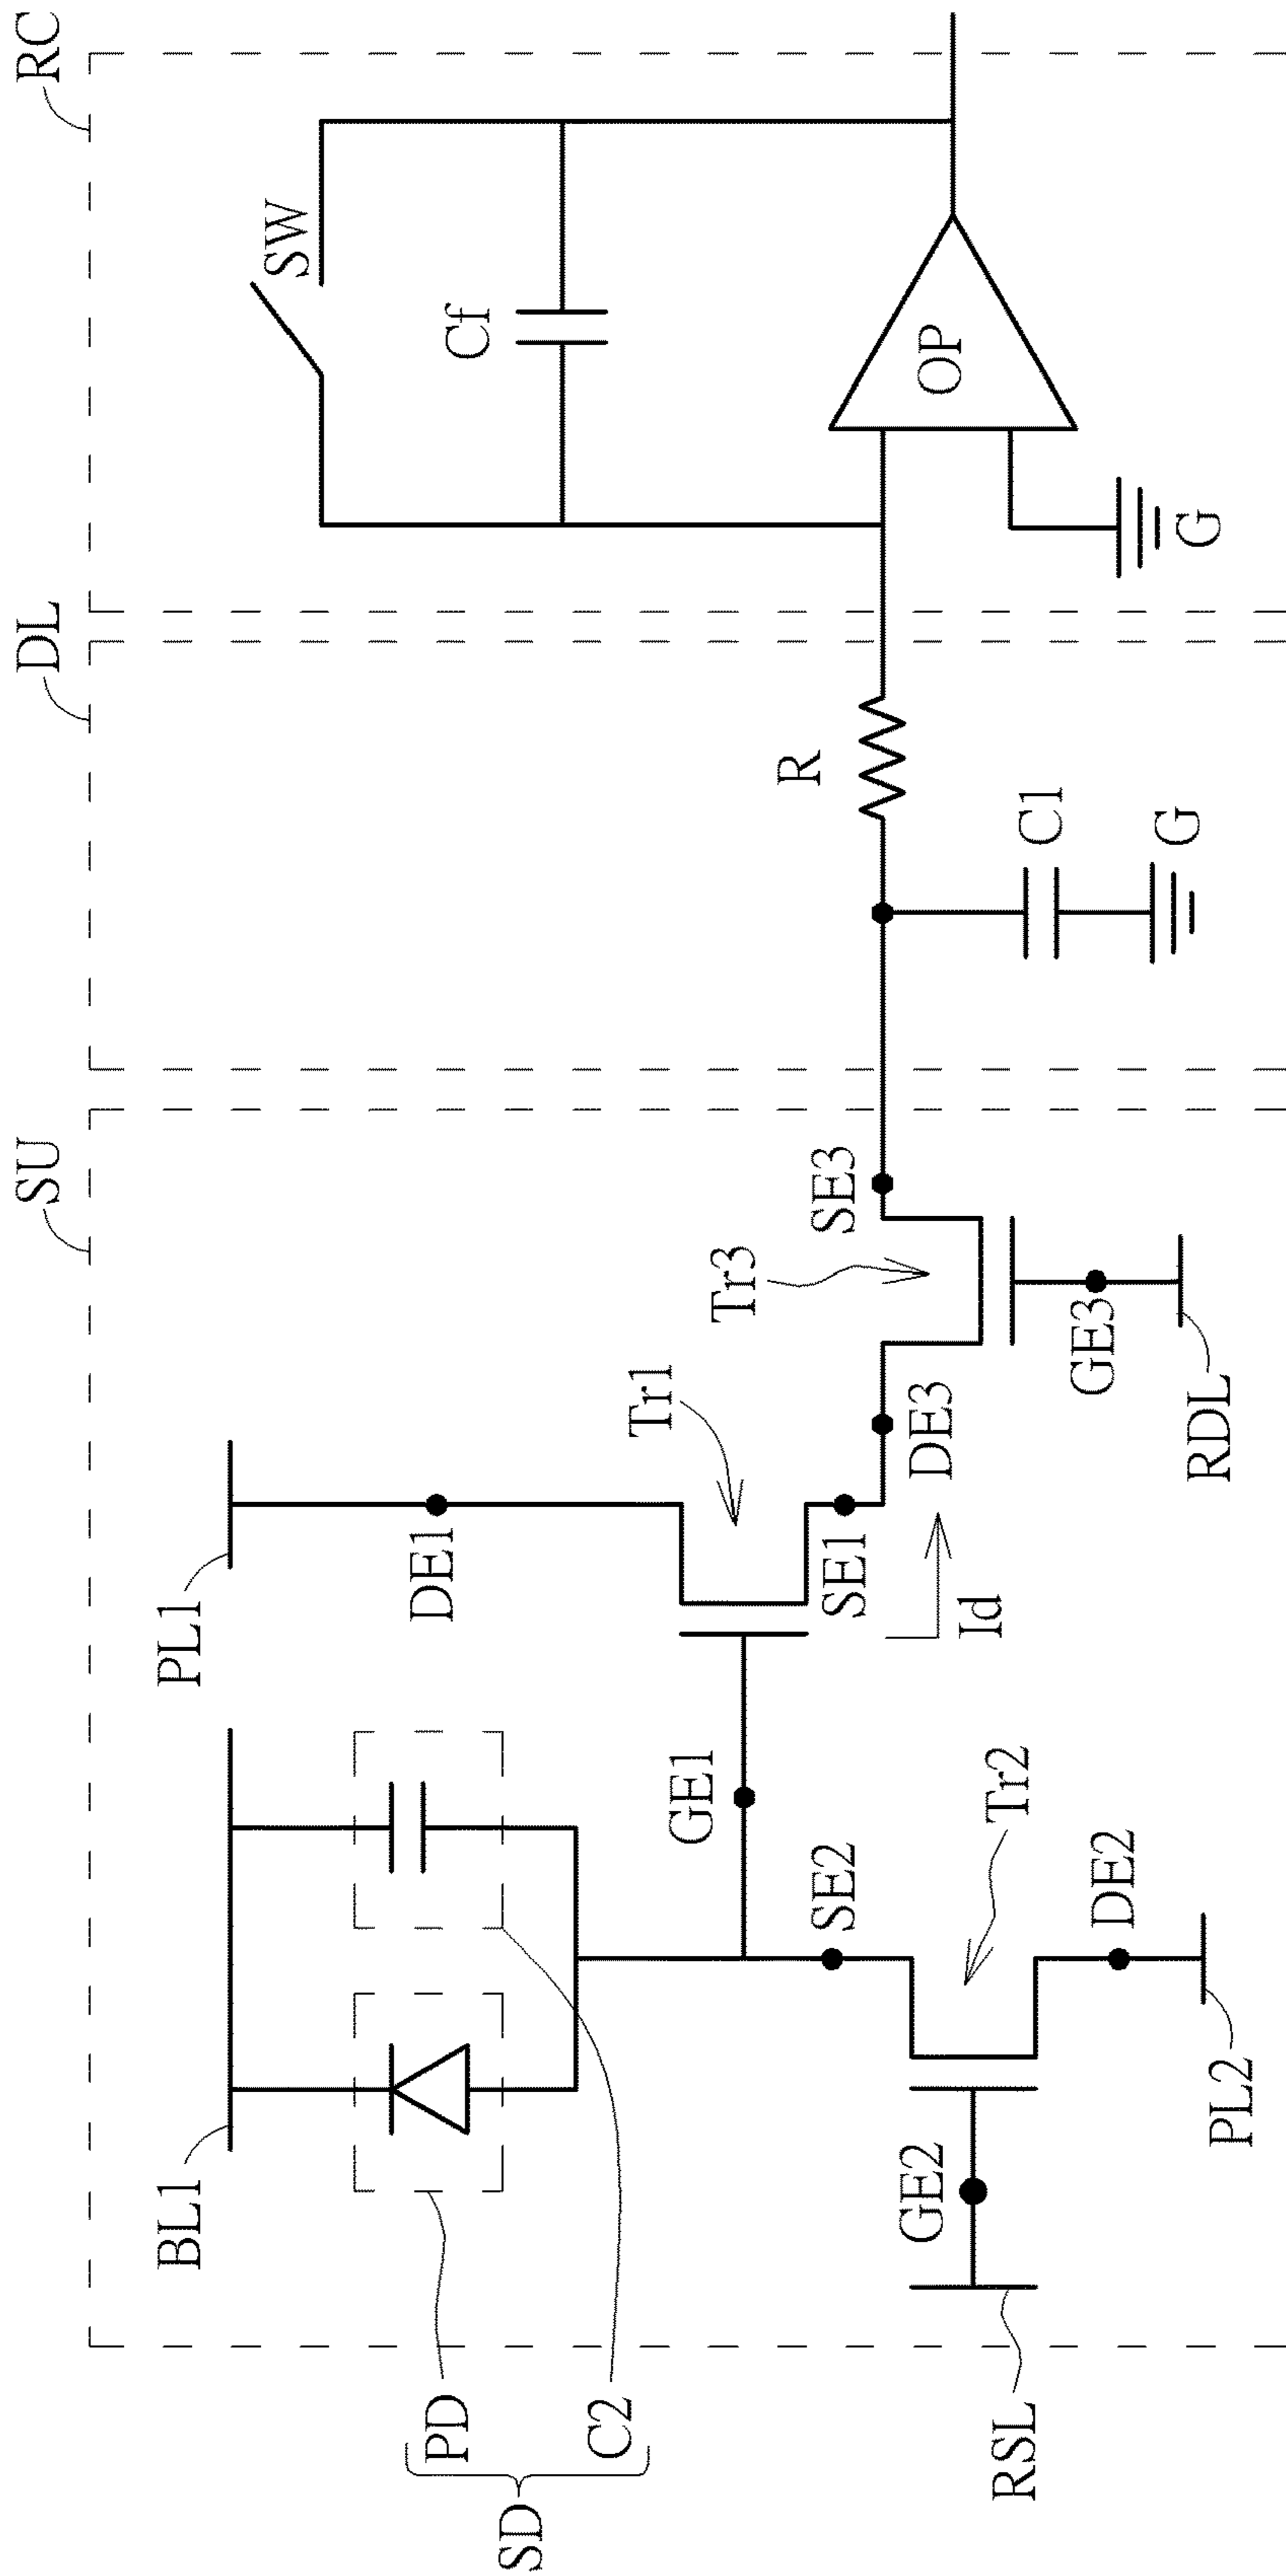 SU
DL
RC
BL1
PL1
SW
DE1
Cf
PD
C2
SD
GE1
Tr1
SE1
Tr3
SE3
R
OP
SE2
GE2
Tr2
Id
DE3
C1
RSL
DE2
GE3
G
G
PL2
RDL